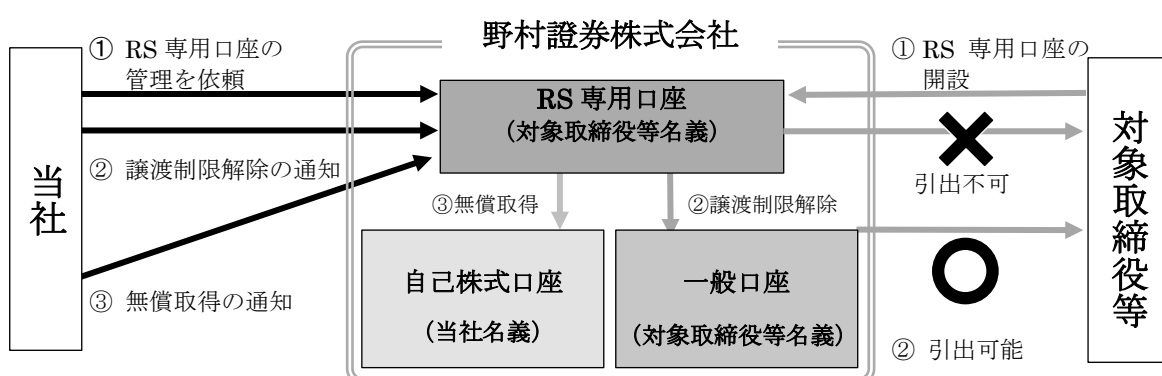 野村證券株式会社
当社
① RS 専用口座の
管理を依頼
② 譲渡制限解除の通知
③ 無償取得の通知
RS 専用口座
(対象取締役等名義)
③無償取得
②譲渡制限解除
自己株式口座
(当社名義)
一般口座
(対象取締役等名義)
① RS 専用口座の
開設
引出不可
② 引出可能
対象取締役等